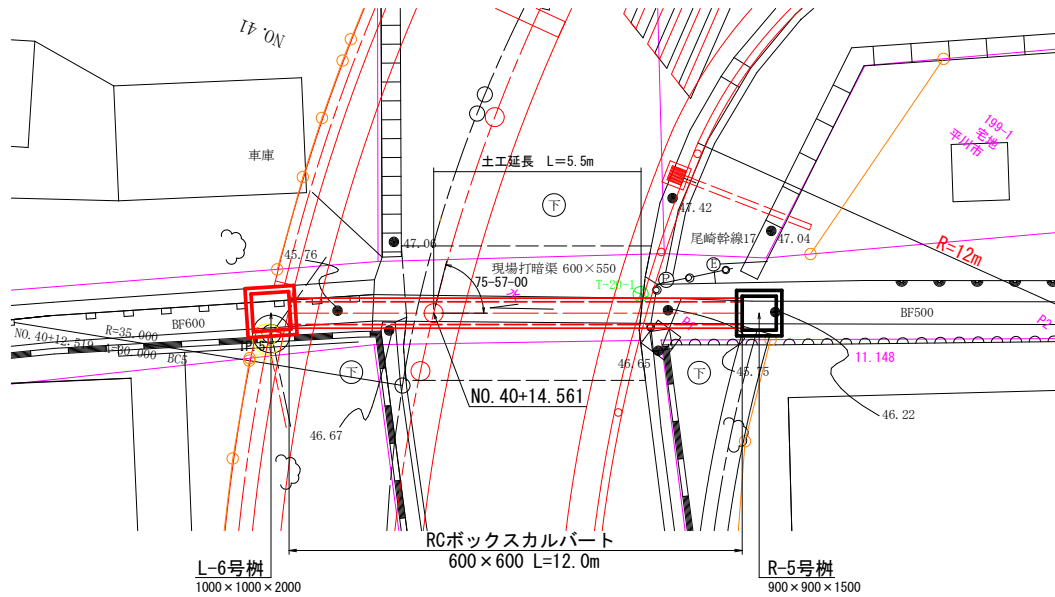 NO.41
車庫
土工延長 L=5.5m
下
199-1
宅地
平川市
47.42
尾崎幹線17
47.04
R=12m
47.06
45.76
現場打暗渠 600×550
75-57-00
水
T-20-1
P
E
BF600
BF500
NO.40+12.519
R=35.000
BC5
IP.5
P2
11.148
下
46.65
下
45.75
NO.40+14.561
46.67
46.22
RCボックスカルバート
600×600 L=12.0m
L-6号桝
1000×1000×2000
R-5号桝
900×900×1500